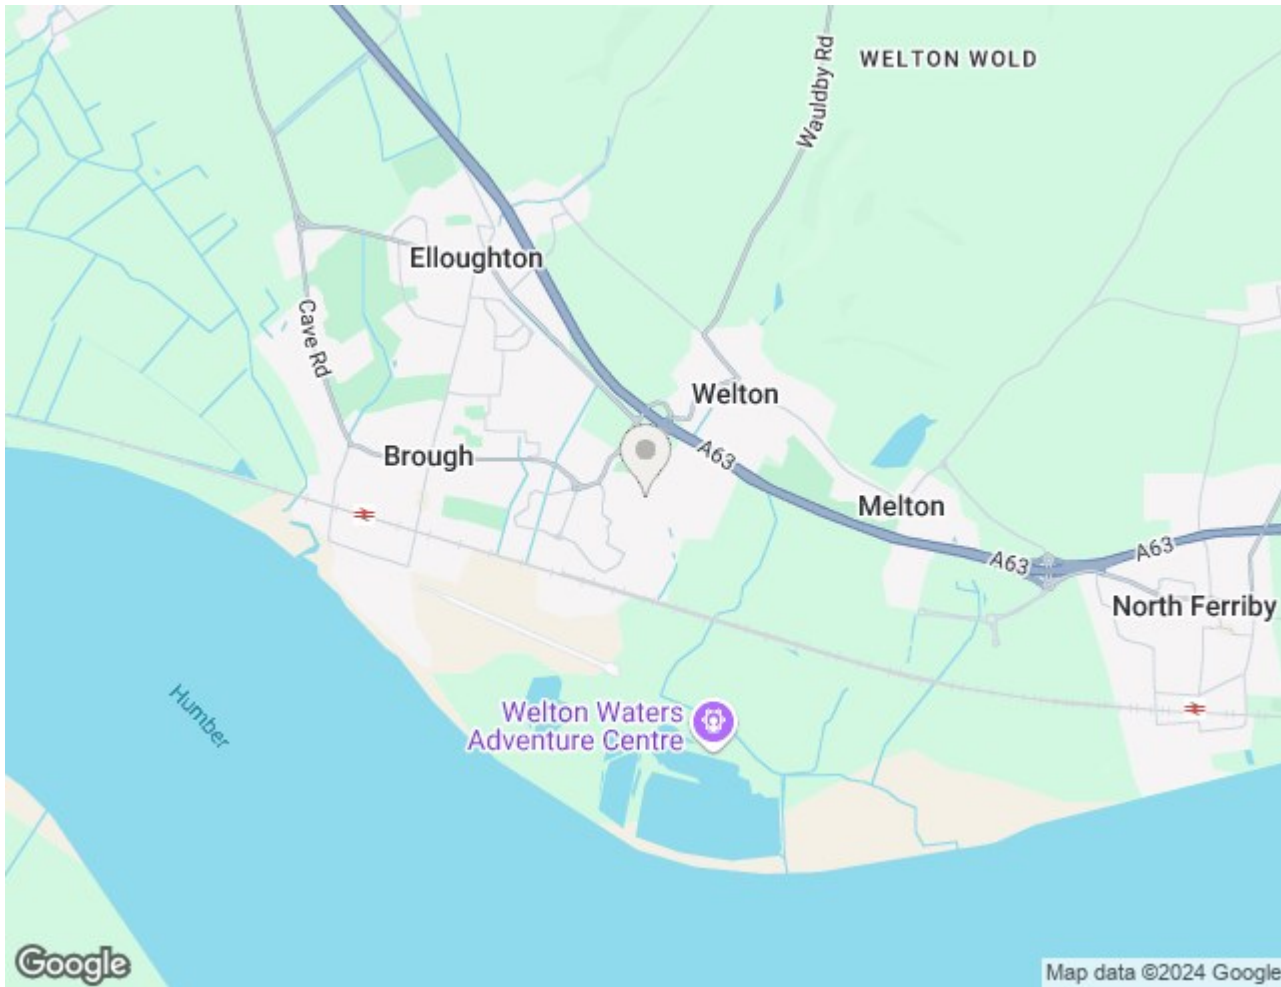 WELTON WOLD
Wauldby Rd
Elloughton
Cave Rd
Welton
Brough
A63
Melton
A63
A63
North Ferriby
Humber
Welton Waters
Adventure Centre
Google
Map data ©2024 Google